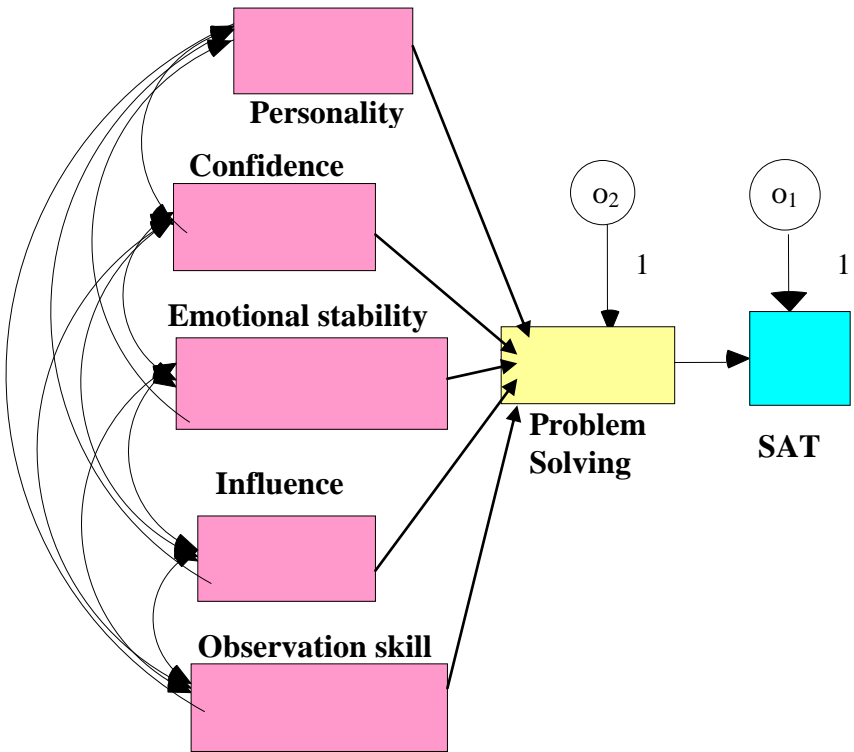 Personality
Confidence
o₂
o₁
1
1
Emotional stability
Problem
Solving
SAT
Influence
Observation skill